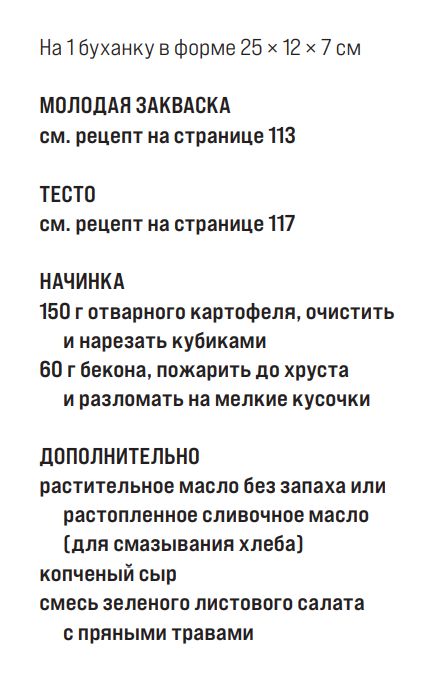 На 1 буханку в форме 25 × 12 × 7 см
МОЛОДАЯ ЗАКВАСКА
см. рецепт на странице 113
ТЕСТО
см. рецепт на странице 117
НАЧИНКА
150 г отварного картофеля, очистить
и нарезать кубиками
60 г бекона, пожарить до хруста
и разломать на мелкие кусочки
ДОПОЛНИТЕЛЬНО
растительное масло без запаха или
растопленное сливочное масло
(для смазывания хлеба)
копченый сыр
смесь зеленого листового салата
с пряными травами